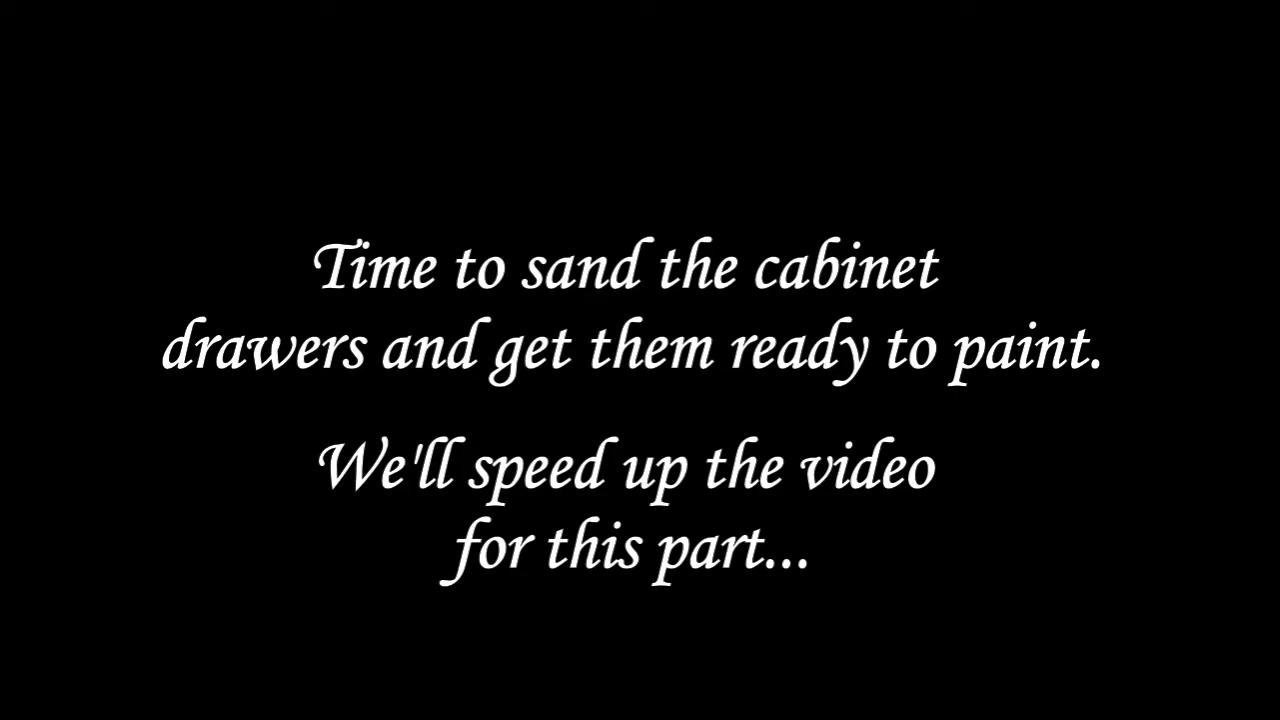 Time to sand the cabinet
drawers and get them ready to paint.
We'll speed up the video
for this part...